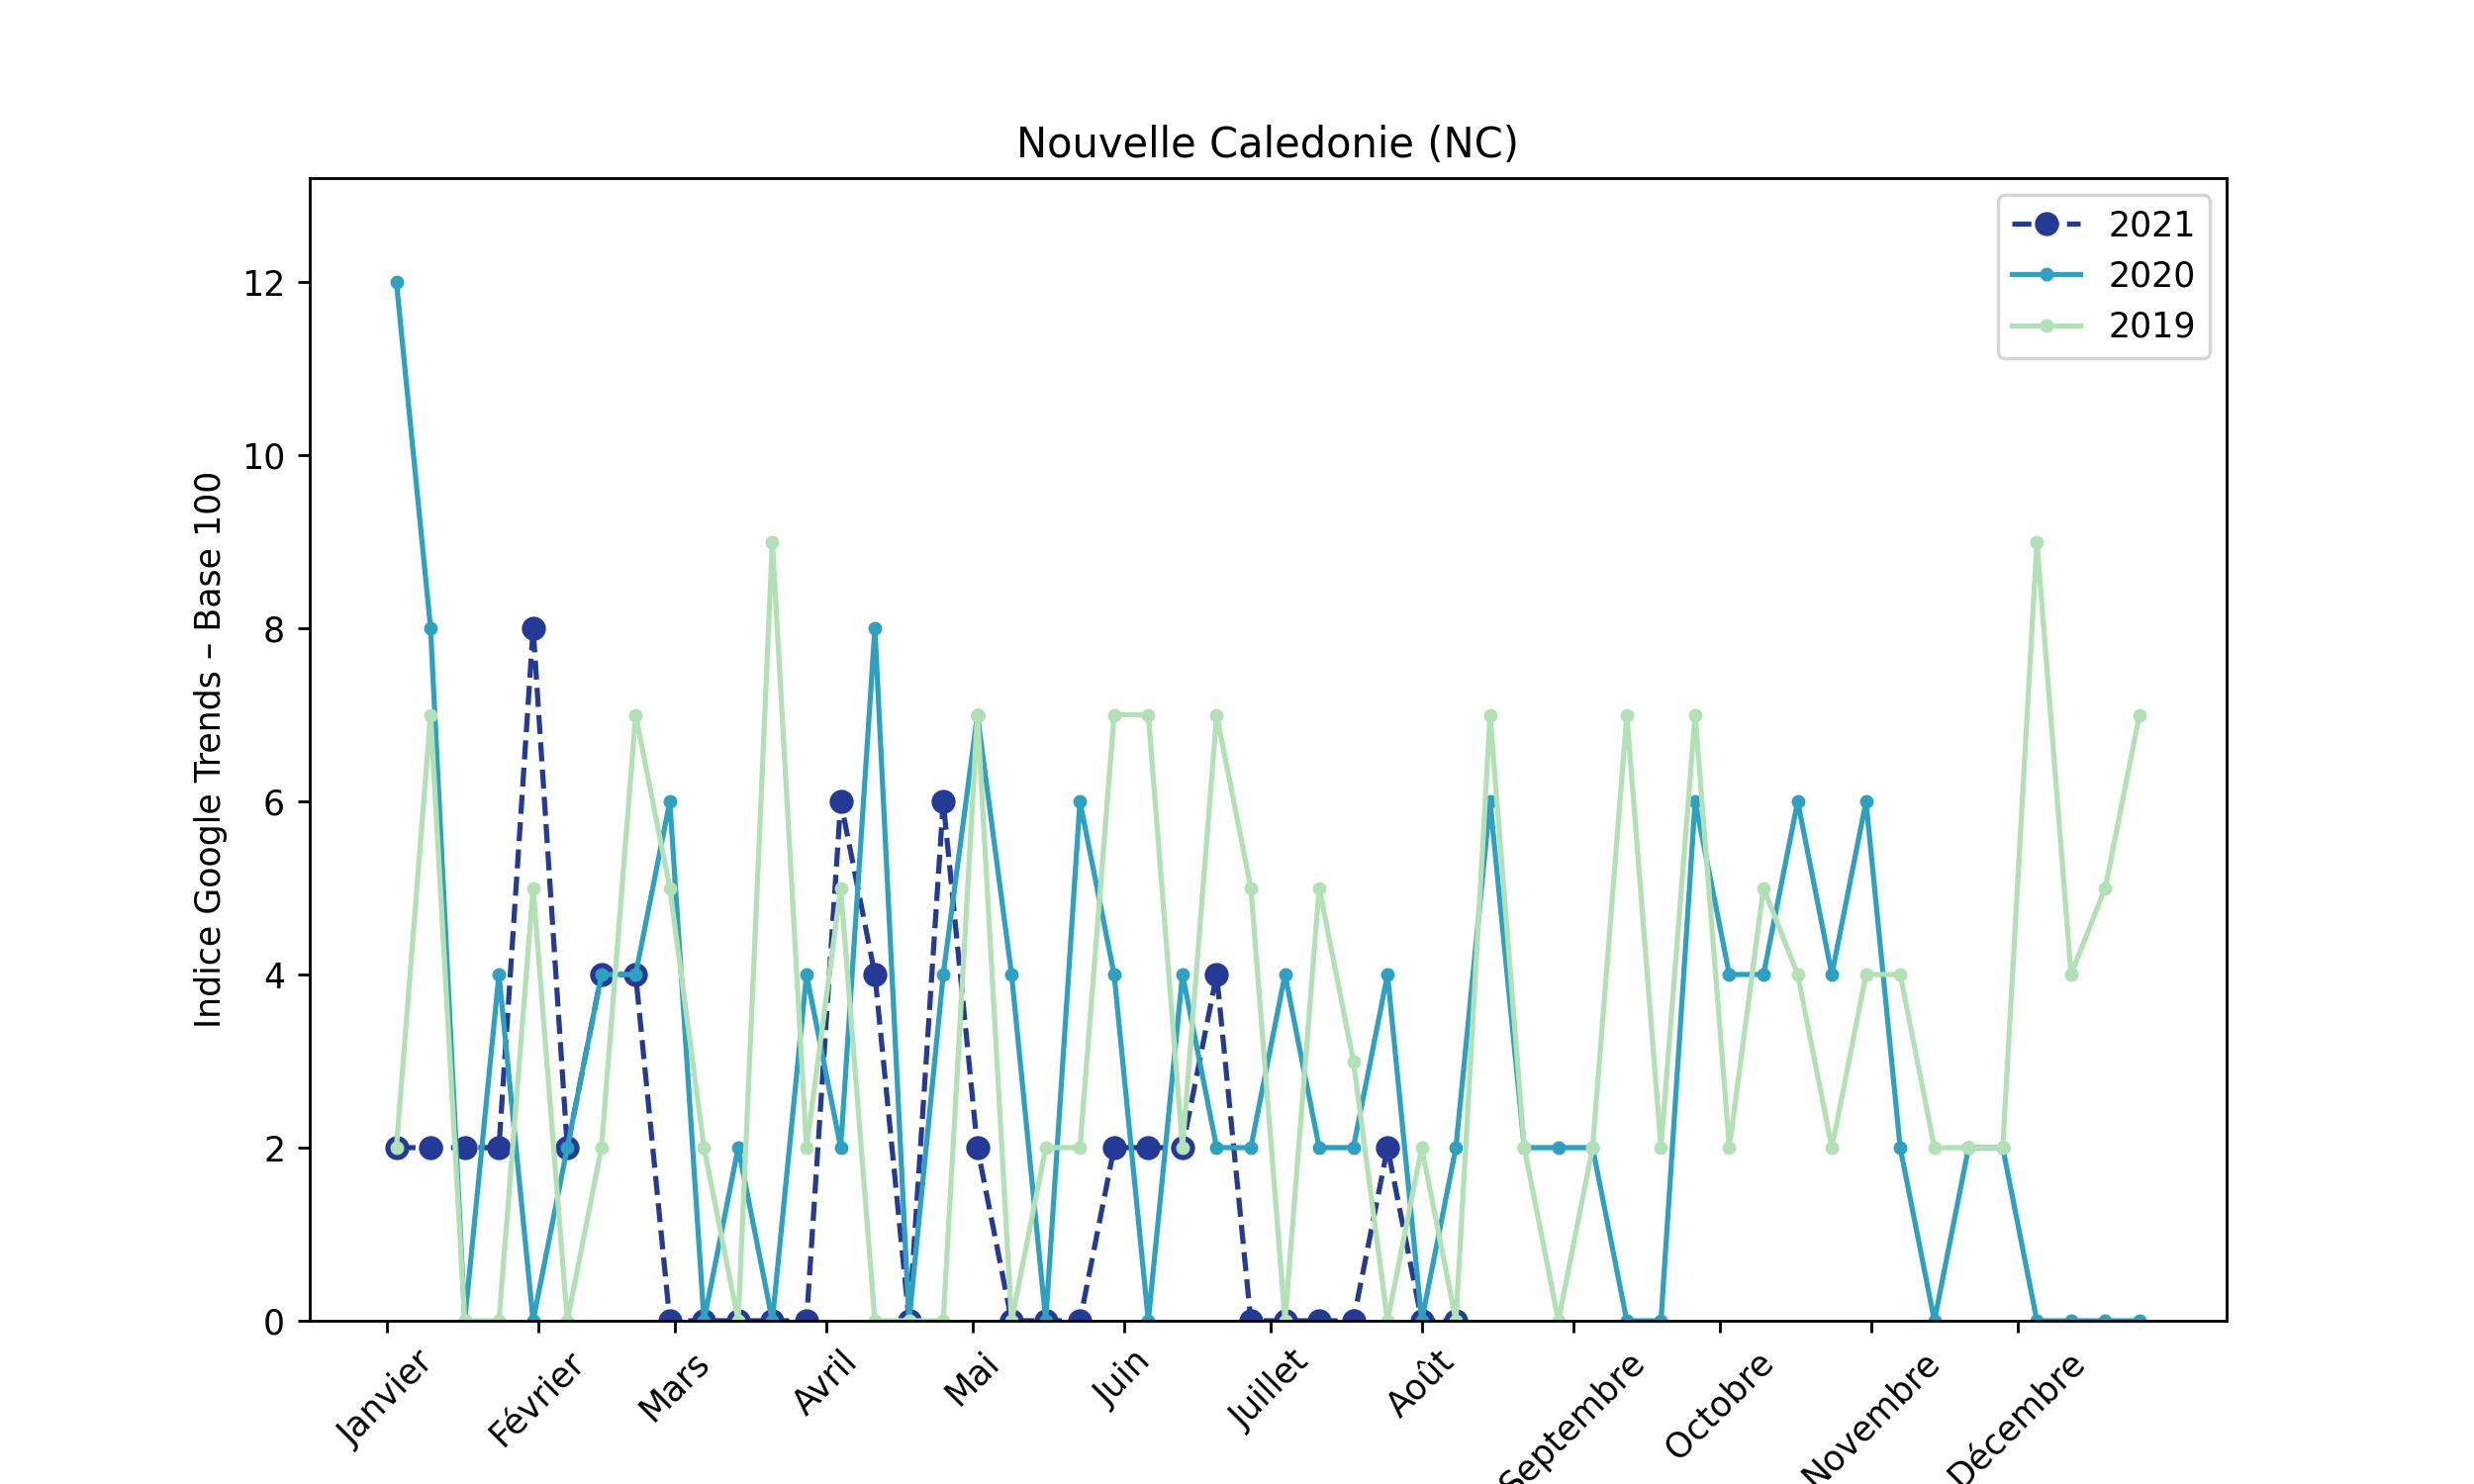 Nouvelle Caledonie (NC)
2021
2020
2019
Indice Google Trends – Base 100
12
10
8
6
4
2
0
Janvier
Février
Mars
Avril
Mai
Juin
Juillet
Août
Septembre
Octobre
Novembre
Décembre